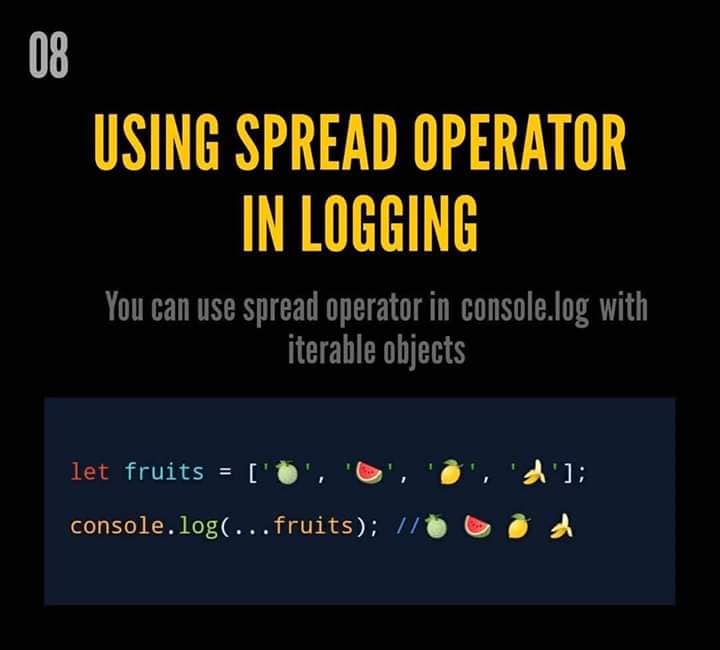 08
USING SPREAD OPERATOR
IN LOGGING
You can use spread operator in console.log with
iterable objects
let fruits = ['🍈', '🍉', '🍋', '🍌'];
console.log(...fruits); //🍈 🍉 🍋 🍌